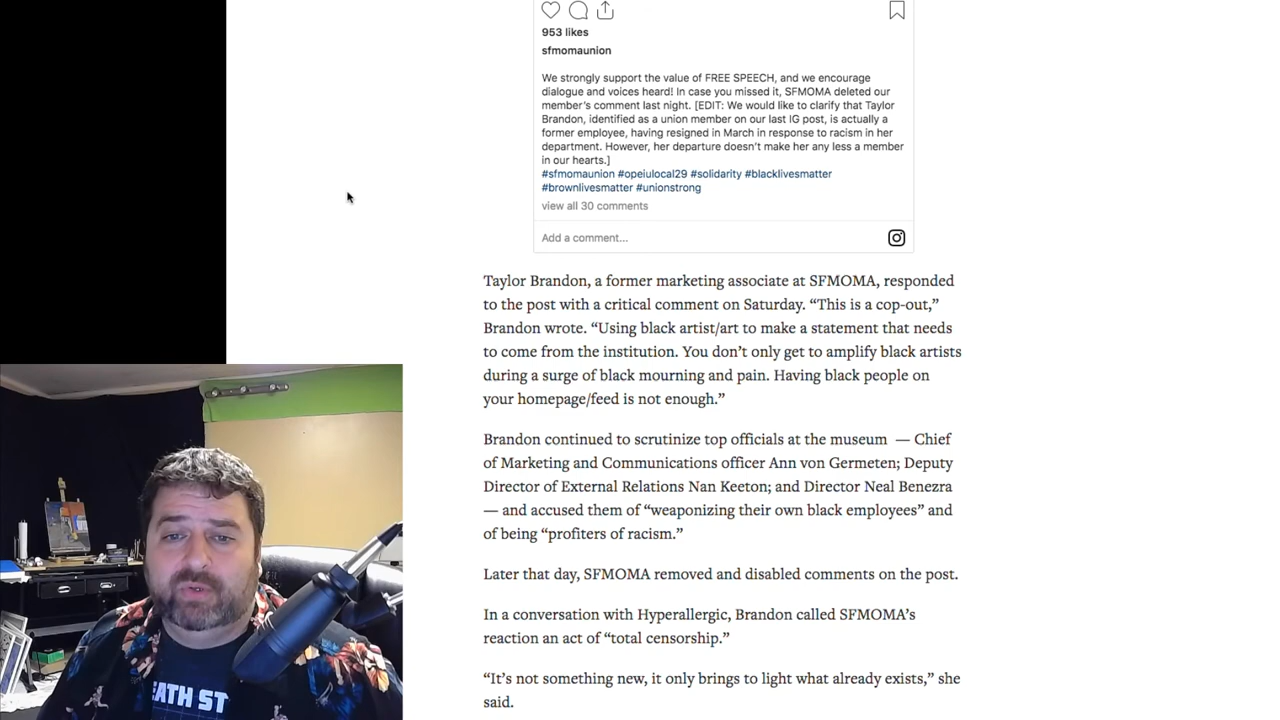 953 likes
sfmomaunion
We strongly support the value of FREE SPEECH, and we encourage
dialogue and voices heard! In case you missed it, SFMOMA deleted our
member's comment last night. [EDIT: We would like to clarify that Taylor
Brandon, identified as a union member on our last IG post, is actually a
former employee, having resigned in March in response to racism in her
department. However, her departure doesn't make her any less a member
in our hearts.]
#sfmomaunion #opeiulocal29 #solidarity #blacklivesmatter
#brownlivesmatter #unionstrong
view all 30 comments
Add a comment...
Taylor Brandon, a former marketing associate at SFMOMA, responded
to the post with a critical comment on Saturday. “This is a cop-out,”
Brandon wrote. “Using black artist/art to make a statement that needs
to come from the institution. You don’t only get to amplify black artists
during a surge of black mourning and pain. Having black people on
your homepage/feed is not enough.”
Brandon continued to scrutinize top officials at the museum — Chief
of Marketing and Communications officer Ann von Germeten; Deputy
Director of External Relations Nan Keeton; and Director Neal Benezra
— and accused them of “weaponizing their own black employees” and
of being “profiters of racism.”
Later that day, SFMOMA removed and disabled comments on the post.
In a conversation with Hyperallergic, Brandon called SFMOMA’s
reaction an act of “total censorship.”
“It’s not something new, it only brings to light what already exists,” she
said.
EATH ST